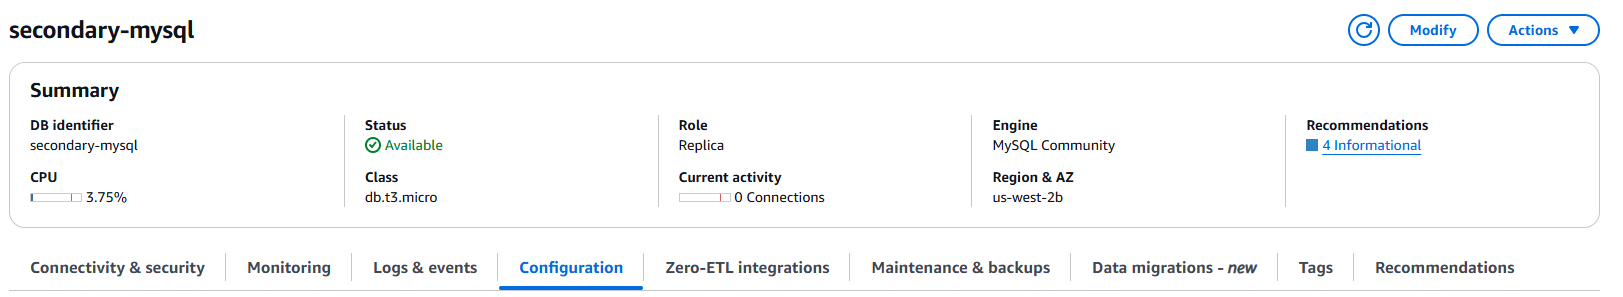 secondary-mysql
Modify
Actions
Summary
DB identifier
secondary-mysql
Status
Available
Role
Replica
Engine
MySQL Community
Recommendations
4 Informational
CPU
3.75%
Class
db.t3.micro
Current activity
0 Connections
Region & AZ
us-west-2b
Connectivity & security
Monitoring
Logs & events
Configuration
Zero-ETL integrations
Maintenance & backups
Data migrations - new
Tags
Recommendations